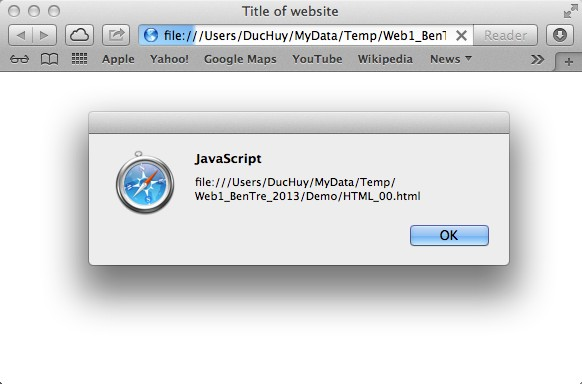 Title of website
file:///Users/DucHuy/MyData/Temp/Web1_BenT
Reader
Apple Yahoo! Google Maps YouTube Wikipedia News
JavaScript
file:///Users/DucHuy/MyData/Temp/
Web1_BenTre_2013/Demo/HTML_00.html
OK